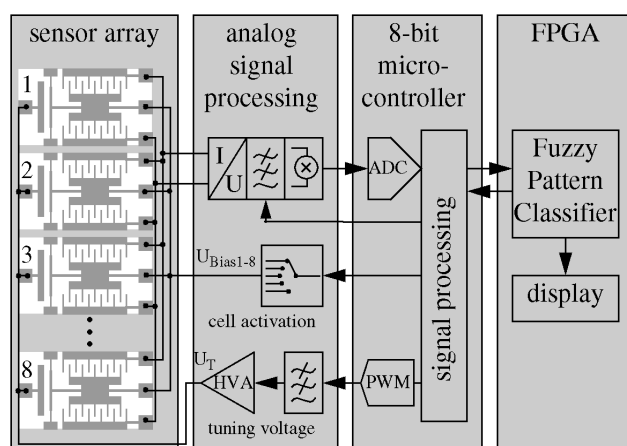 sensor array
analog
signal
processing
8-bit
micro-
controller
FPGA
1
2
3
8
I
U
ADC
signal processing
Fuzzy
Pattern
Classifier
display
UBias1-8
cell activation
UT
HVA
PWM
tuning voltage